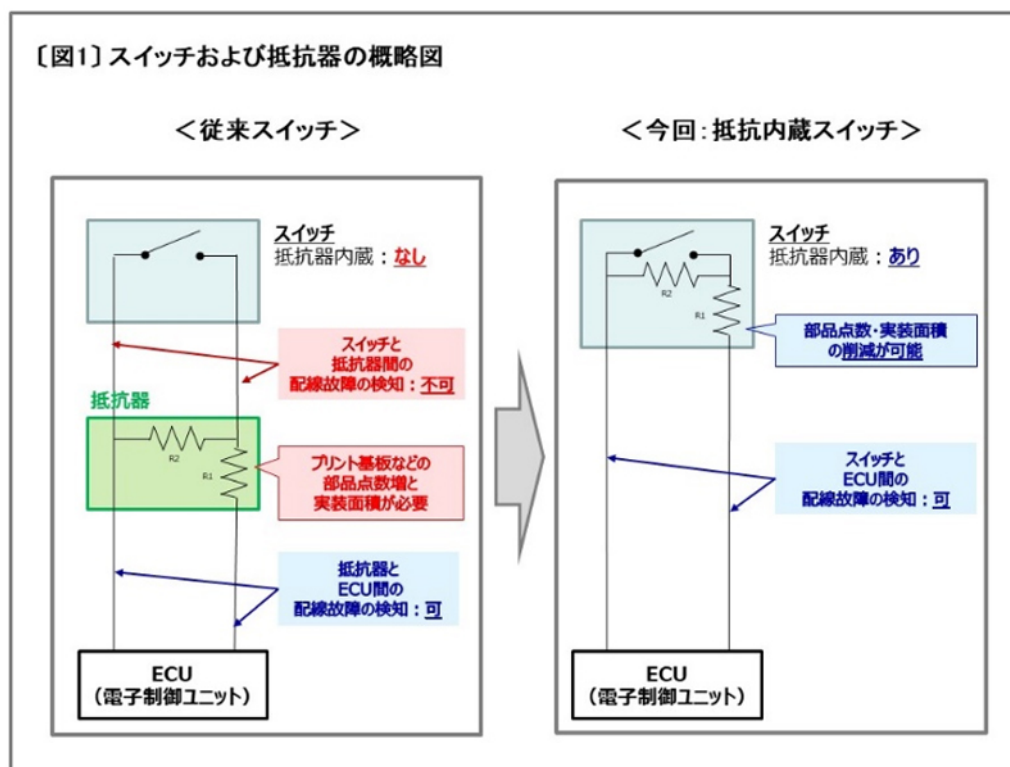 〔図1〕スイッチおよび抵抗器の概略図
＜従来スイッチ＞
スイッチ
抵抗器内蔵：なし
スイッチと
抵抗器間の
配線故障の検知：不可
抵抗器
R2
R1
プリント基板などの
部品点数増と
実装面積が必要
抵抗器と
ECU間の
配線故障の検知：可
ECU
（電子制御ユニット）
＜今回：抵抗内蔵スイッチ＞
スイッチ
抵抗器内蔵：あり
R2
R1
部品点数・実装面積
の削減が可能
スイッチと
ECU間の
配線故障の検知：可
ECU
（電子制御ユニット）